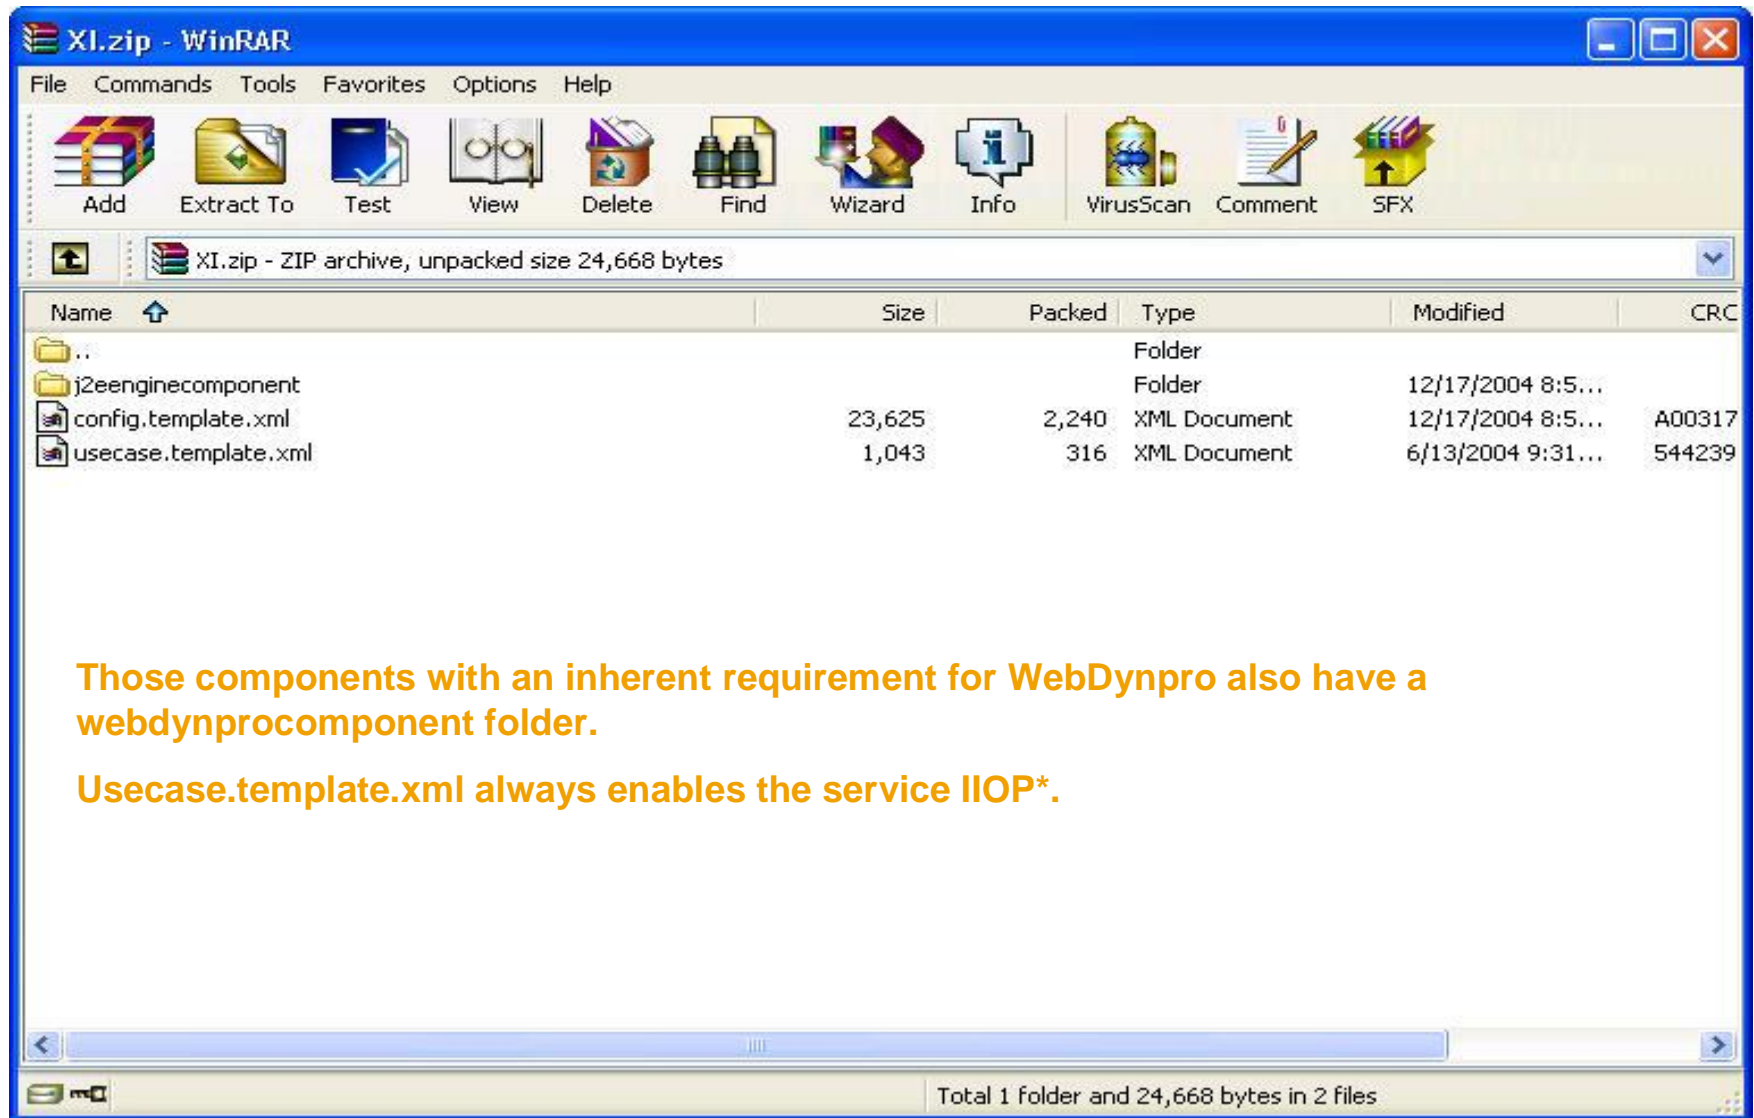 XI.zip - WinRAR
File Commands Tools Favorites Options Help
Add Extract To Test View Delete Find Wizard Info VirusScan Comment SFX
XI.zip - ZIP archive, unpacked size 24,668 bytes
Name Size Packed Type Modified CRC
.. Folder
j2eeenginecomponent Folder 12/17/2004 8:5...
config.template.xml 23,625 2,240 XML Document 12/17/2004 8:5... A00317
usecase.template.xml 1,043 316 XML Document 6/13/2004 9:31... 544239
Those components with an inherent requirement for WebDynpro also have a
webdynprocomponent folder.
Usecase.template.xml always enables the service IIOP*.
Total 1 folder and 24,668 bytes in 2 files